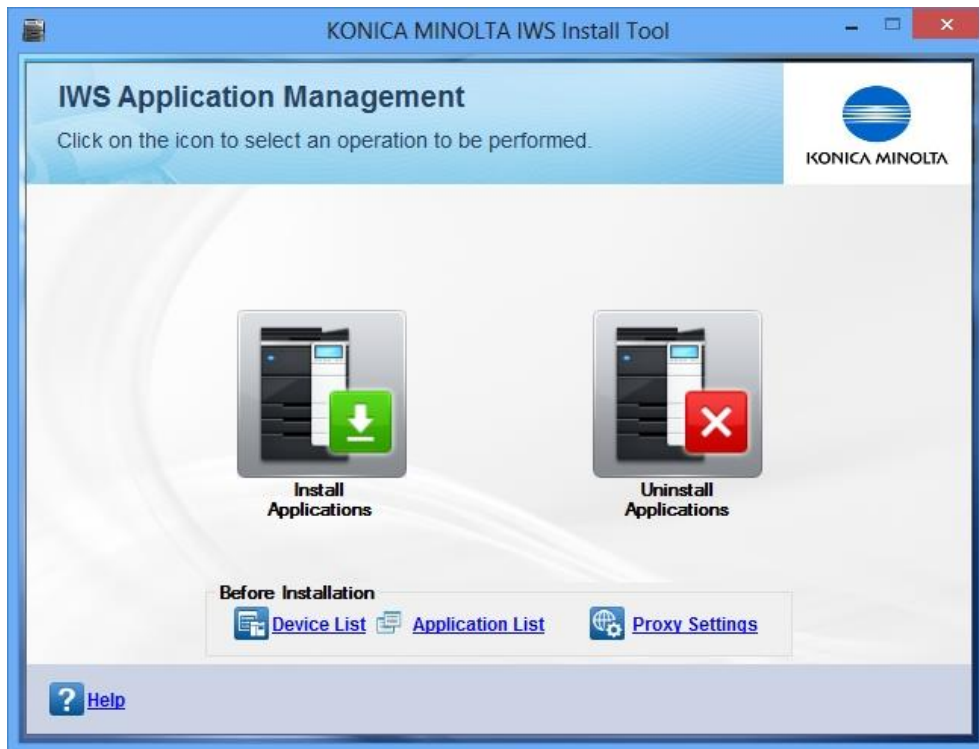 KONICA MINOLTA IWS Install Tool
IWS Application Management
Click on the icon to select an operation to be performed.
KONICA MINOLTA
Install
Applications
Uninstall
Applications
Before Installation
Device List
Application List
Proxy Settings
? Help